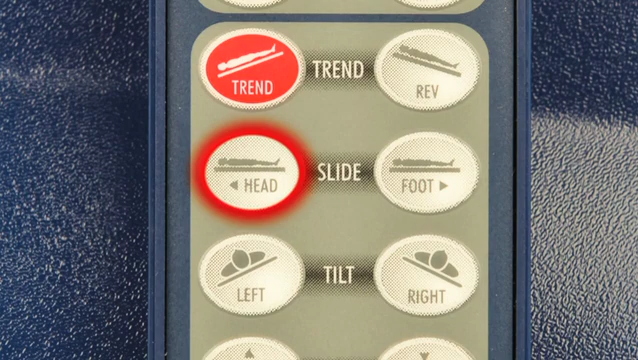 TREND TREND REV
◄ HEAD SLIDE FOOT ►
LEFT TILT RIGHT